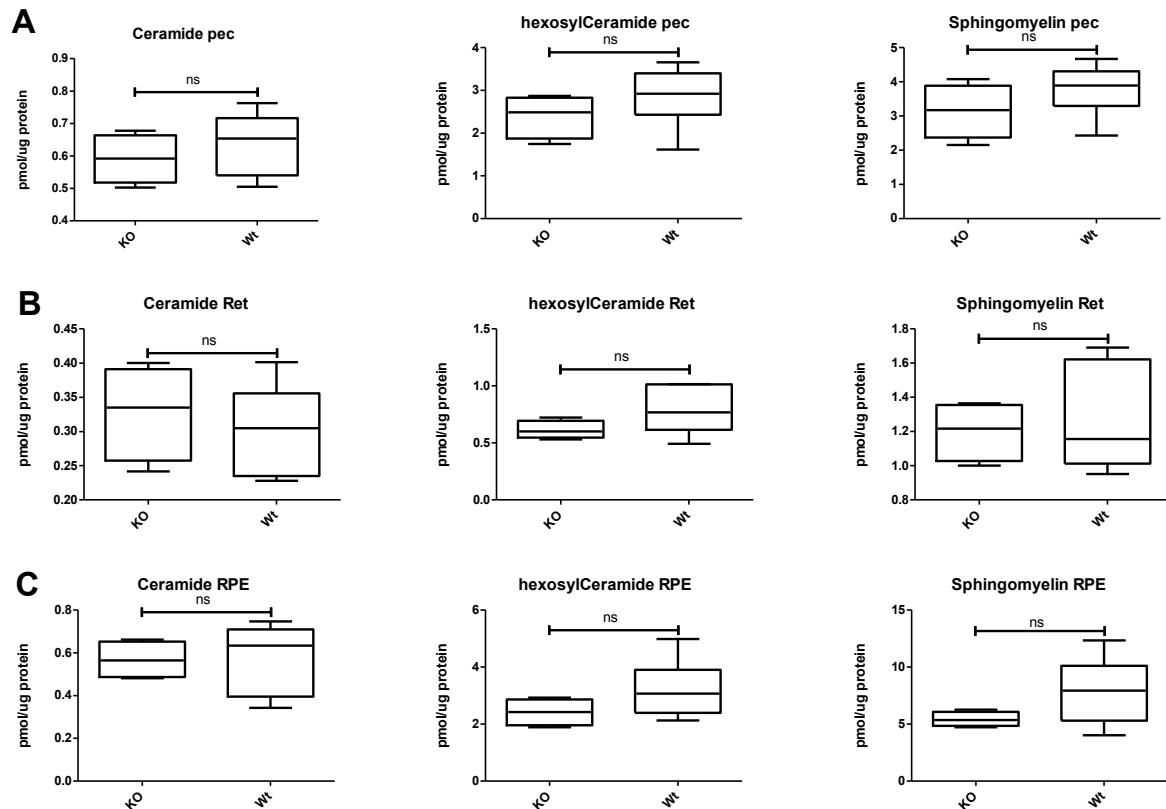 A
Ceramide pec
pmol/ug protein
0.9
0.8
0.7
0.6
0.5
0.4
ns
KO
Wt
hexosylCeramide pec
pmol/ug protein
4
3
2
1
0
ns
KO
Wt
Sphingomyelin pec
pmol/ug protein
5
4
3
2
1
0
ns
KO
Wt
B
Ceramide Ret
pmol/ug protein
0.45
0.40
0.35
0.30
0.25
0.20
ns
KO
Wt
hexosylCeramide Ret
pmol/ug protein
1.5
1.0
0.5
0.0
ns
KO
Wt
Sphingomyelin Ret
pmol/ug protein
1.8
1.6
1.4
1.2
1.0
0.8
ns
KO
Wt
C
Ceramide RPE
pmol/ug protein
0.8
0.6
0.4
0.2
0.0
ns
KO
Wt
hexosylCeramide RPE
pmol/ug protein
6
4
2
0
ns
KO
Wt
Sphingomyelin RPE
pmol/ug protein
15
10
5
0
ns
KO
Wt